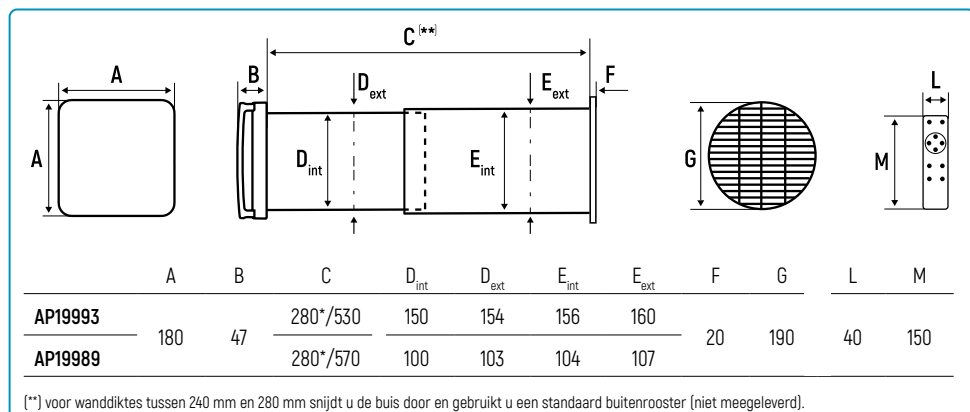 C (**)
A B D ext E ext F L
A D int E int G M
A B C D int D ext E int E ext F G L M
AP19993 180 47 280*/530 150 154 156 160 20 190 40 150
AP19989 280*/570 100 103 104 107
(**) voor wanddiktes tussen 240 mm en 280 mm snijdt u de buis door en gebruikt u een standaard buitenrooster (niet meegeleverd).